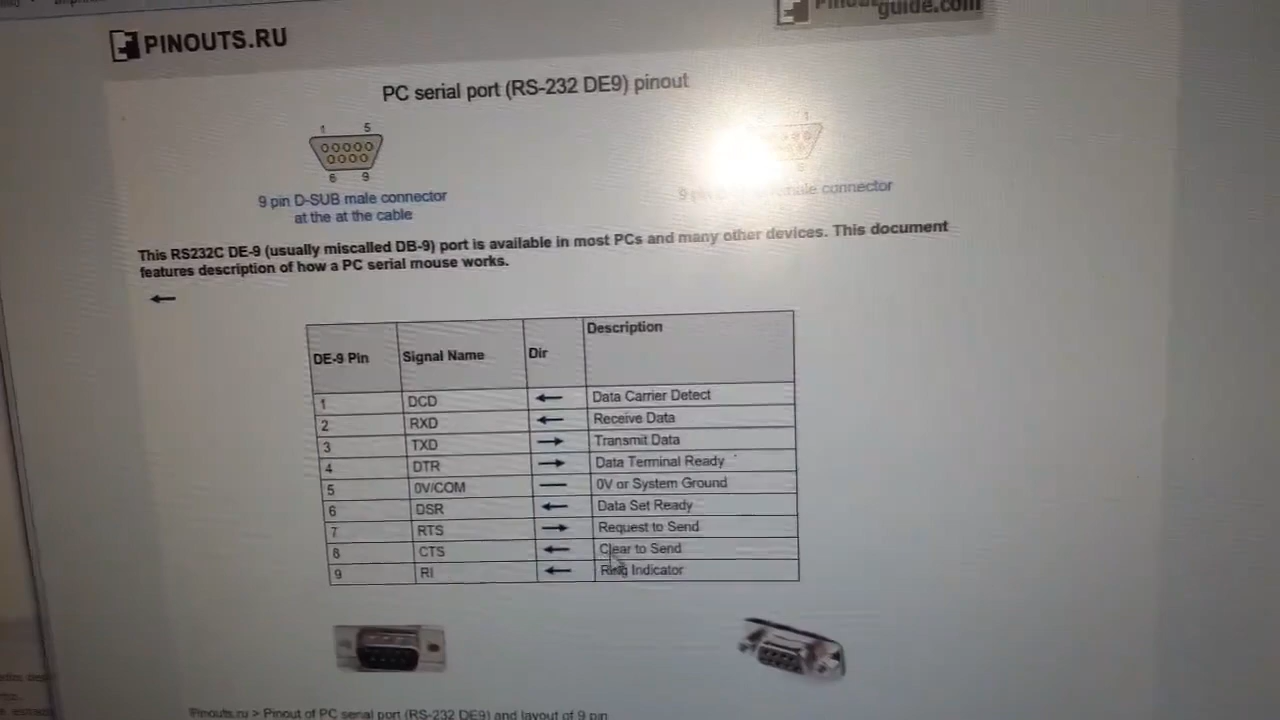 PINOUTS.RU
guide.com
PC serial port (RS-232 DE9) pinout
1 5
6 9
1
9 pin D-SUB male connector
at the at the cable
9 connector
This RS232C DE-9 (usually miscalled DB-9) port is available in most PCs and many other devices. This document
features description of how a PC serial mouse works.
DE-9 Pin Signal Name Dir Description
1 DCD Data Carrier Detect
2 RXD Receive Data
3 TXD Transmit Data
4 DTR Data Terminal Ready
5 0V/COM 0V or System Ground
6 DSR Data Set Ready
7 RTS Request to Send
8 CTS Clear to Send
9 RI Ring Indicator
Pinouts.ru > Pinout of PC serial port (RS-232 DE9) and layout of 9 pin